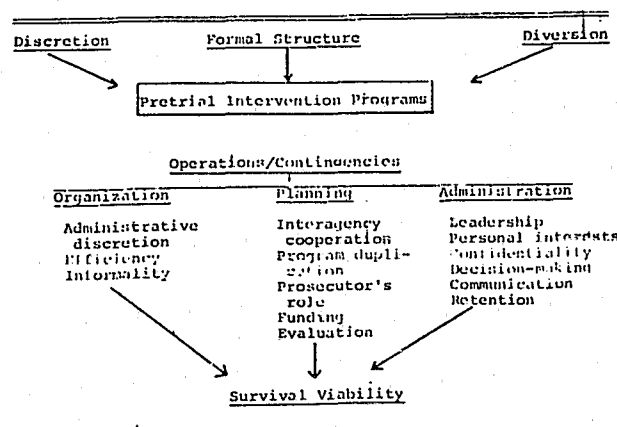 Discretion
Formal Structure
Diversion
Pretrial Intervention Programs
Operations/Contingencies
Organization
Planning
Administration
Administrative
discretion
Efficiency
Informality
Interagency
cooperation
Program dupli-
cation
Prosecutor's
role
Funding
Evaluation
Leadership
Personal interests
Confidentiality
Decision-making
Communication
Retention
Survival Viability